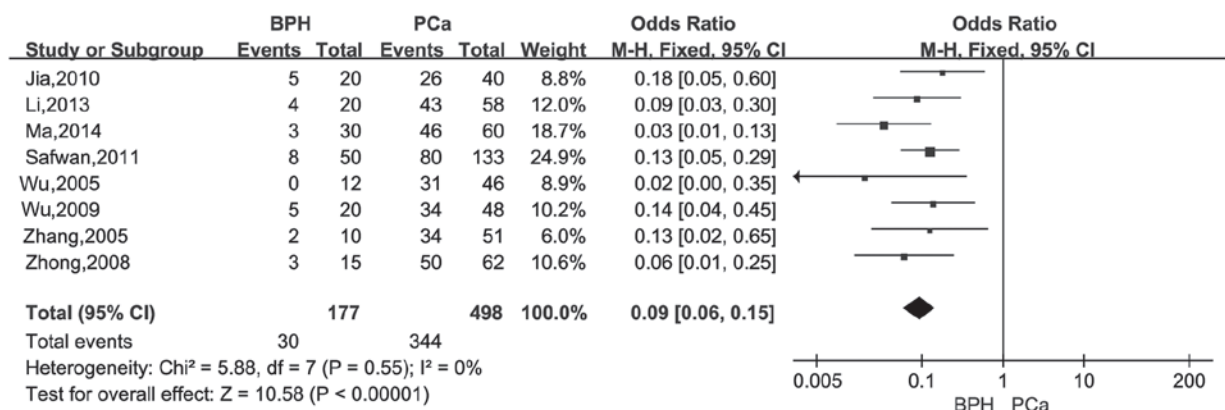 BPH PCa Odds Ratio Odds Ratio
Study or Subgroup Events Total Events Total Weight M-H, Fixed, 95% CI M-H, Fixed, 95% CI
Jia,2010 5 20 26 40 8.8% 0.18 [0.05, 0.60]
Li,2013 4 20 43 58 12.0% 0.09 [0.03, 0.30]
Ma,2014 3 30 46 60 18.7% 0.03 [0.01, 0.13]
Safwan,2011 8 50 80 133 24.9% 0.13 [0.05, 0.29]
Wu,2005 0 12 31 46 8.9% 0.02 [0.00, 0.35]
Wu,2009 5 20 34 48 10.2% 0.14 [0.04, 0.45]
Zhang,2005 2 10 34 51 6.0% 0.13 [0.02, 0.65]
Zhong,2008 3 15 50 62 10.6% 0.06 [0.01, 0.25]
Total (95% CI) 177 498 100.0% 0.09 [0.06, 0.15]
Total events 30 344
Heterogeneity: Chi² = 5.88, df = 7 (P = 0.55); I² = 0%
Test for overall effect: Z = 10.58 (P < 0.00001)
0.005 0.1 1 10 200
BPH PCa